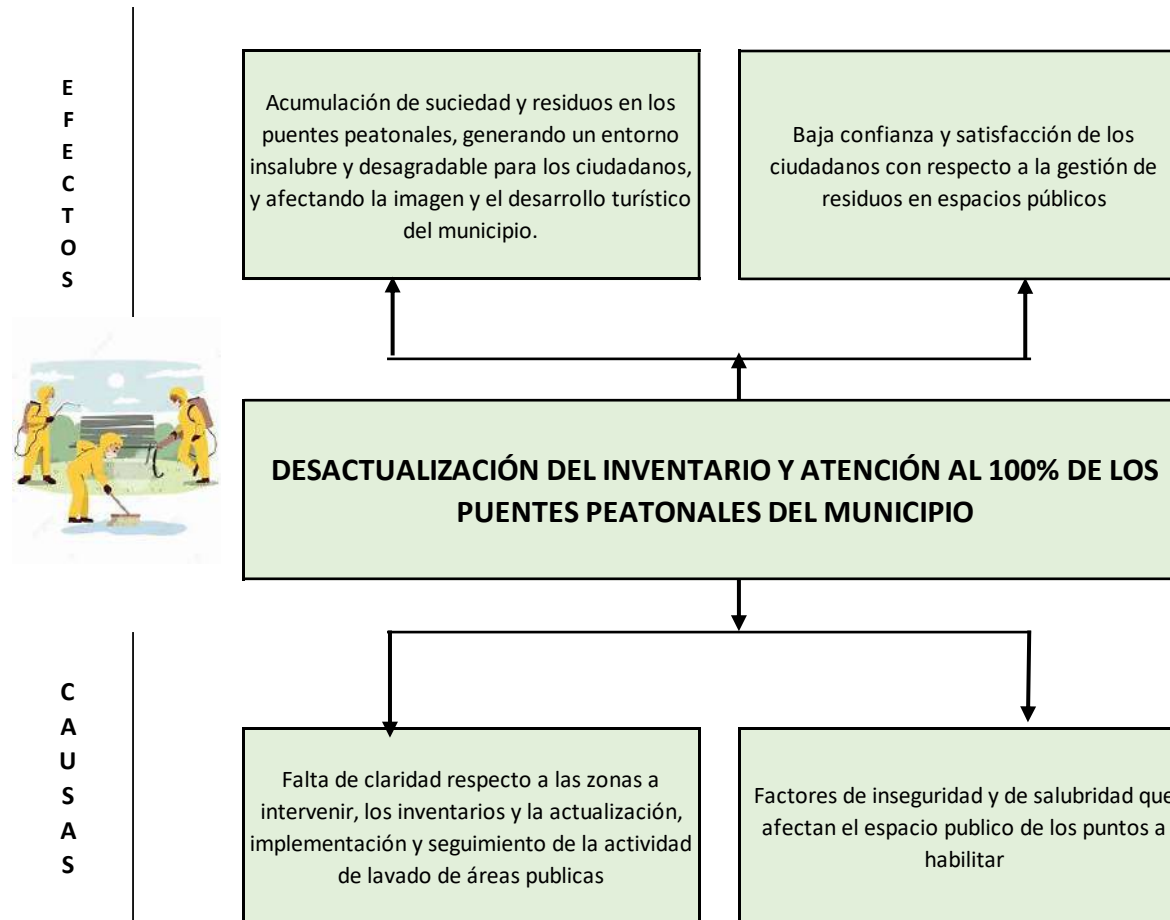 EFECTOS
Acumulación de suciedad y residuos en los
puentes peatonales, generando un entorno
insalubre y desagradable para los ciudadanos,
y afectando la imagen y el desarrollo turístico
del municipio.
Baja confianza y satisfacción de los
ciudadanos con respecto a la gestión de
residuos en espacios públicos
DESACTUALIZACIÓN DEL INVENTARIO Y ATENCIÓN AL 100% DE LOS
PUENTES PEATONALES DEL MUNICIPIO
CAUSAS
Falta de claridad respecto a las zonas a
intervenir, los inventarios y la actualización,
implementación y seguimiento de la actividad
de lavado de áreas publicas
Factores de inseguridad y de salubridad que
afectan el espacio publico de los puntos a
habilitar